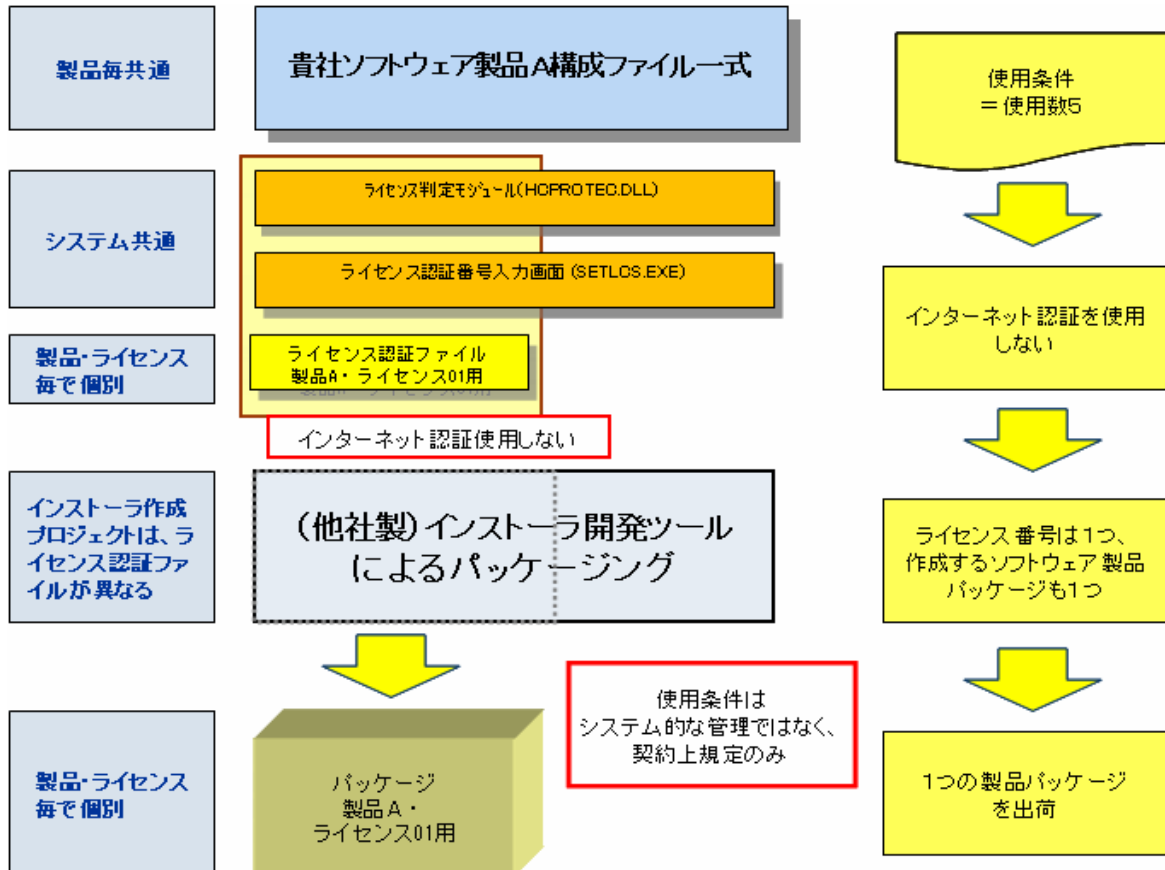 製品毎共通
貴社ソフトウェア製品A構成ファイル一式
使用条件
＝使用数5
システム共通
ライセンス判定モジュール(HCPROTEC.DLL)
ライセンス認証番号入力画面 (SETLCS.EXE)
インターネット認証を使用
しない
製品・ライセンス
毎で個別
ライセンス認証ファイル
製品A・ライセンス01用
インターネット認証使用しない
インストーラ作成
プロジェクトは、ラ
イセンス認証ファ
イルが異なる
（他社製）インストーラ開発ツール
によるパッケージング
ライセンス番号は1つ、
作成するソフトウェア製品
パッケージも1つ
使用条件は
システム的な管理ではなく、
契約上規定のみ
製品・ライセンス
毎で個別
パッケージ
製品A・
ライセンス01用
1つの製品パッケージ
を出荷